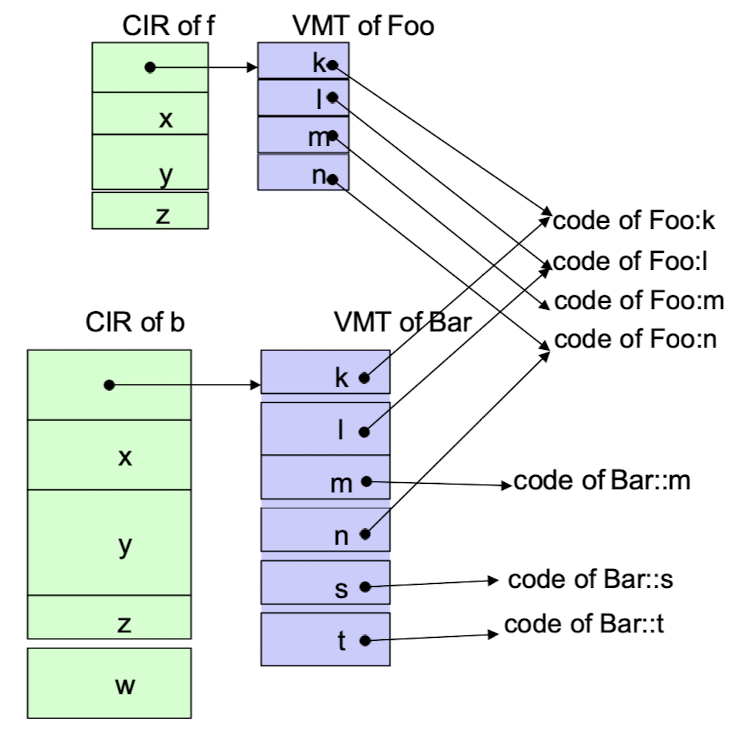 CIR of f
VMT of Foo
k
x
l
m
y
n
z
code of Foo:k
code of Foo:l
code of Foo:m
code of Foo:n
CIR of b
VMT of Bar
k
x
l
m
code of Bar::m
y
n
s
code of Bar::s
z
t
code of Bar::t
w